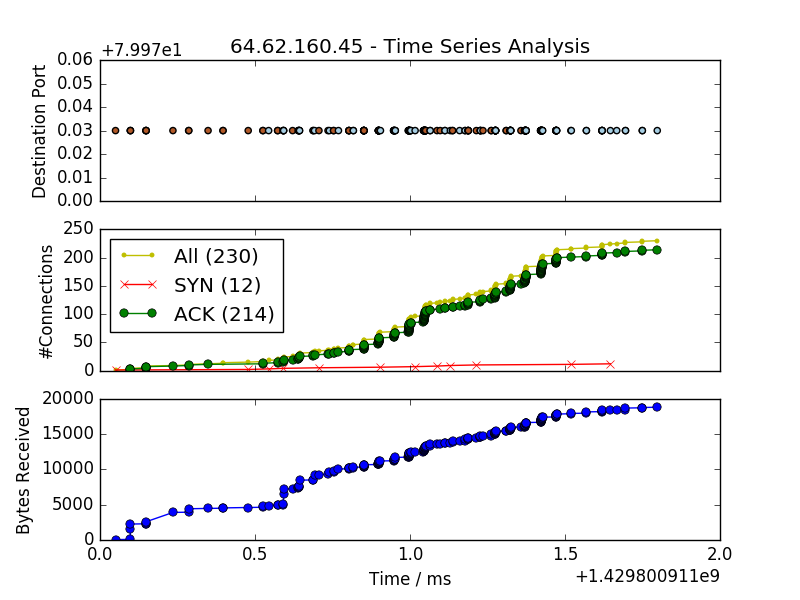 +7.997e1
64.62.160.45 - Time Series Analysis
0.06
0.05
0.04
0.03
0.02
0.01
0.00
Destination Port
250
200
150
100
50
0
#Connections
All (230)
SYN (12)
ACK (214)
20000
15000
10000
5000
0
Bytes Received
0.0 0.5 1.0 1.5 2.0
Time / ms
+1.429800911e9